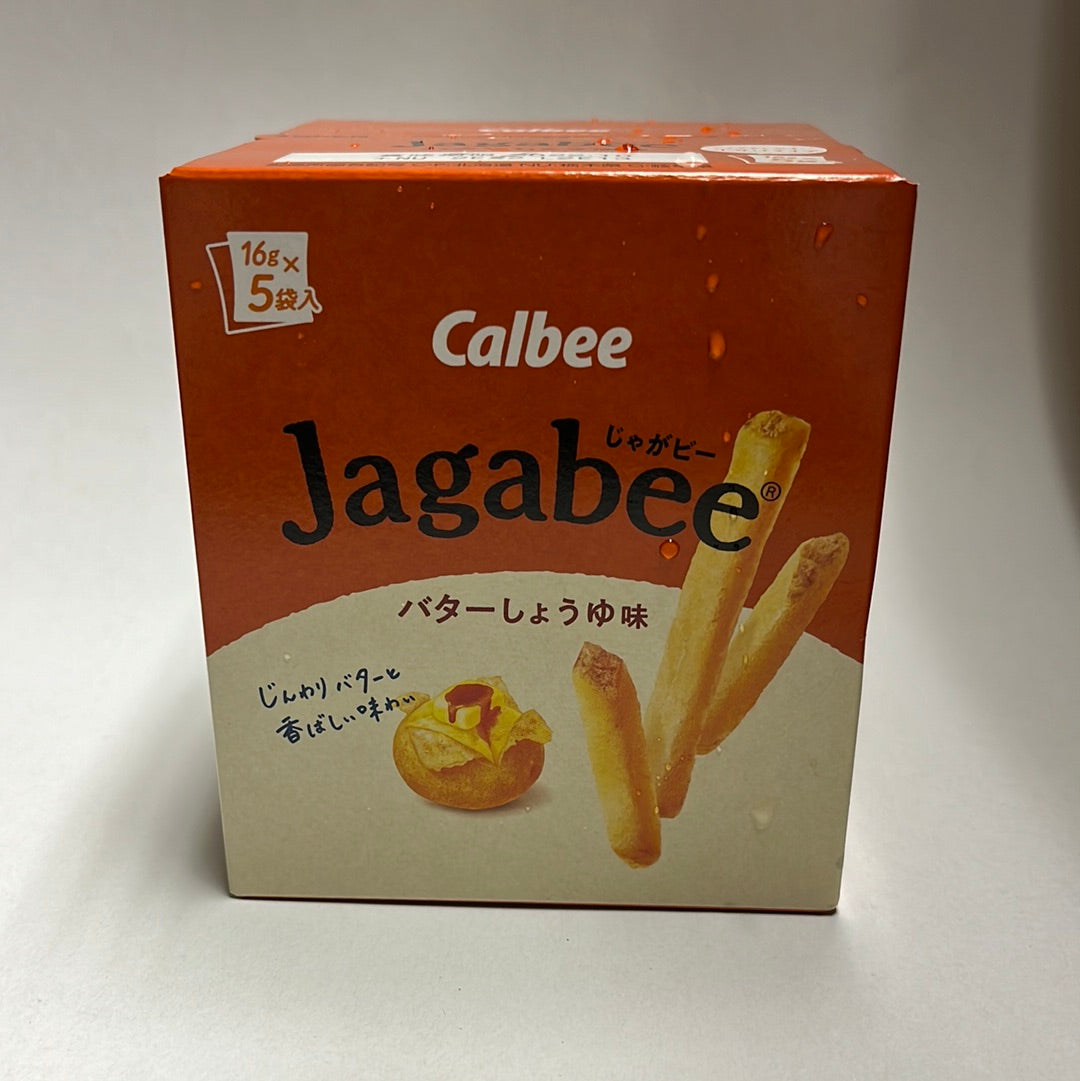 Calbee
16g×
5袋入
Calbee
じゃがビー
Jagabee®
バターしょうゆ味
じんわりバターと
香ばしい味わい